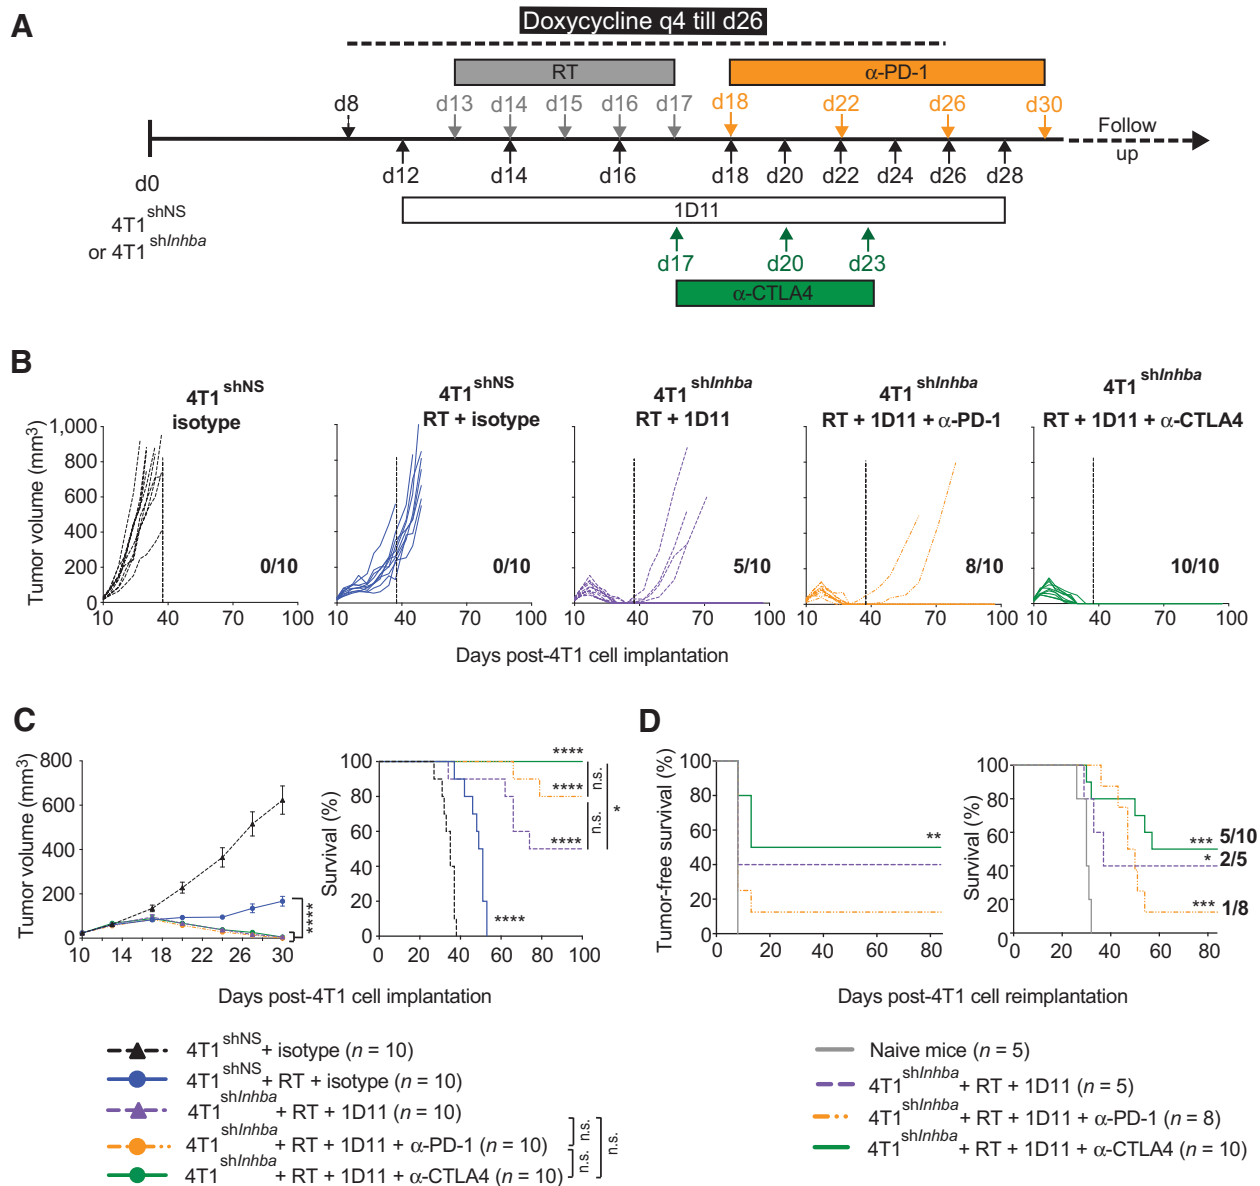 A
Doxycycline q4 till d26
RT
α-PD-1
d8
d13
d14
d15
d16
d17
d18
d22
d26
d30
Follow
up
d0
d12
d14
d16
d18
d20
d22
d24
d26
d28
4T1shNS
or 4T1shInhba
1D11
d17
d20
d23
α-CTLA4
B
4T1shNS
isotype
4T1shNS
RT + isotype
4T1shInhba
RT + 1D11
4T1shInhba
RT + 1D11 + α-PD-1
4T1shInhba
RT + 1D11 + α-CTLA4
Tumor volume (mm3)
1,000
800
600
400
200
0
0/10
0/10
5/10
8/10
10/10
10 40 70 100
10 40 70 100
10 40 70 100
10 40 70 100
10 40 70 100
Days post-4T1 cell implantation
C
Tumor volume (mm3)
800
600
400
200
0
10 14 18 22 26 30
****
Survival (%)
100
80
60
40
20
0
0 20 40 60 80 100
****
****
****
****
n.s.
n.s.
*
Days post-4T1 cell implantation
4T1shNS+ isotype (n = 10)
4T1shNS+ RT + isotype (n = 10)
4T1shInhba+ RT + 1D11 (n = 10)
4T1shInhba+ RT + 1D11 + α-PD-1 (n = 10)
4T1shInhba+ RT + 1D11 + α-CTLA4 (n = 10)
n.s.
n.s.
n.s.
D
Tumor-free survival (%)
100
80
60
40
20
0
0 20 40 60 80
**
Survival (%)
100
80
60
40
20
0
0 20 40 60 80
*** 5/10
* 2/5
*** 1/8
Days post-4T1 cell reimplantation
Naive mice (n = 5)
4T1shInhba+ RT + 1D11 (n = 5)
4T1shInhba+ RT + 1D11 + α-PD-1 (n = 8)
4T1shInhba+ RT + 1D11 + α-CTLA4 (n = 10)